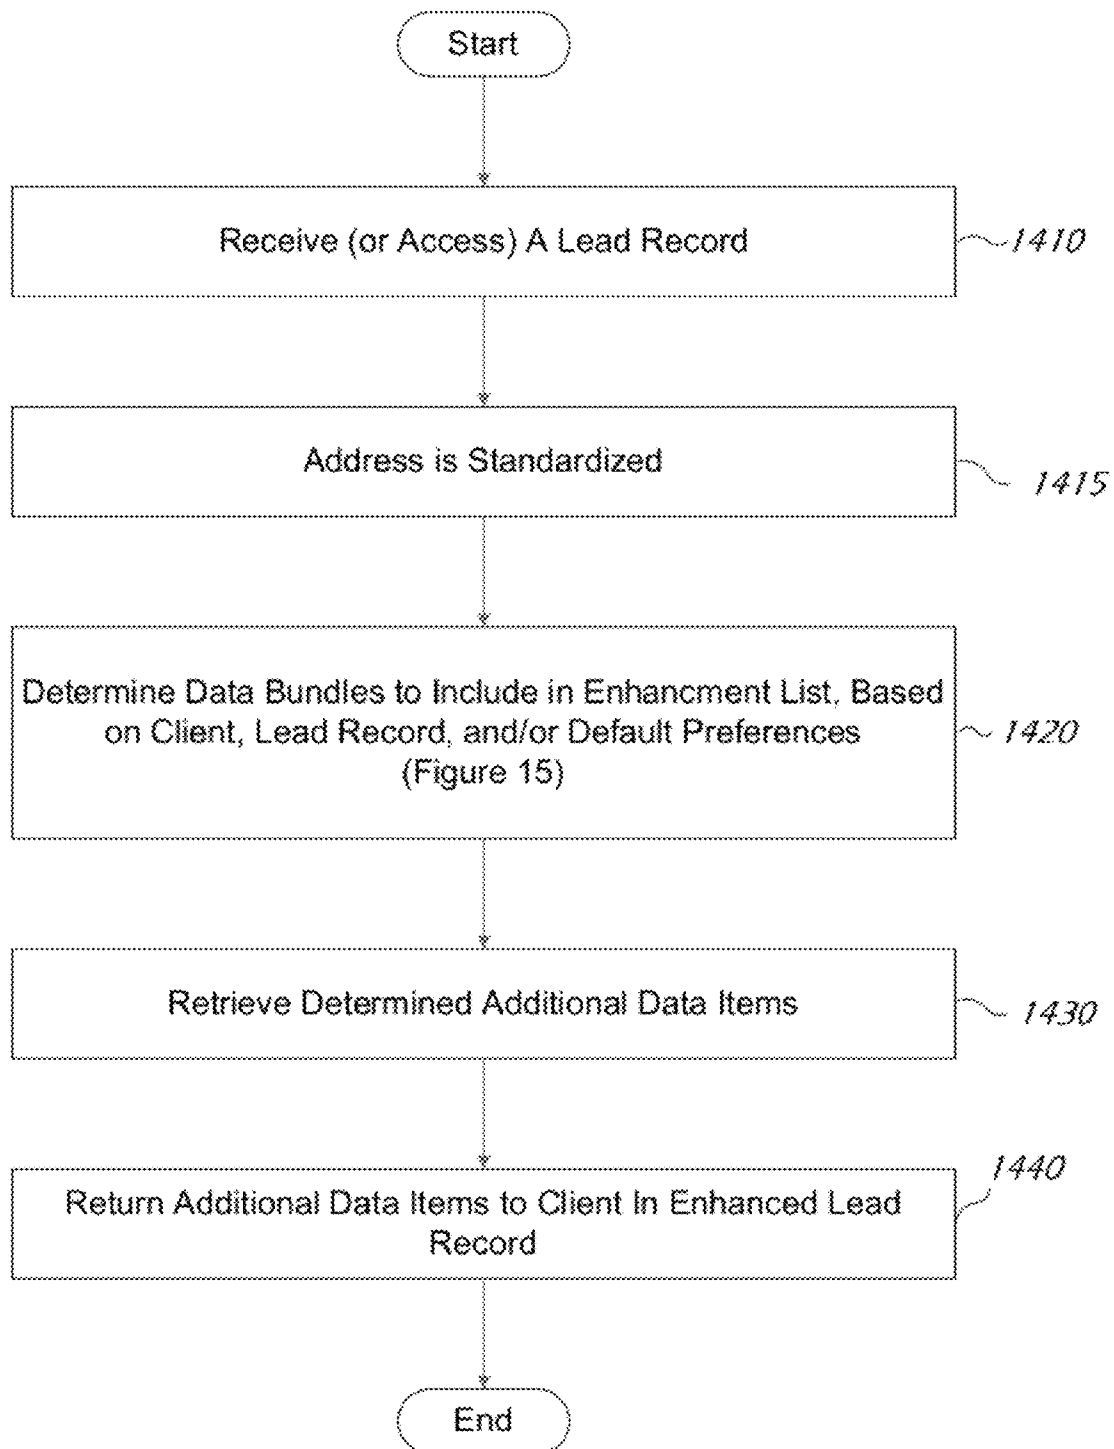 Start
Receive (or Access) A Lead Record
1410
Address is Standardized
1415
Determine Data Bundles to Include in Enhancment List, Based
on Client, Lead Record, and/or Default Preferences
(Figure 15)
1420
Retrieve Determined Additional Data Items
1430
Return Additional Data Items to Client In Enhanced Lead
Record
1440
End